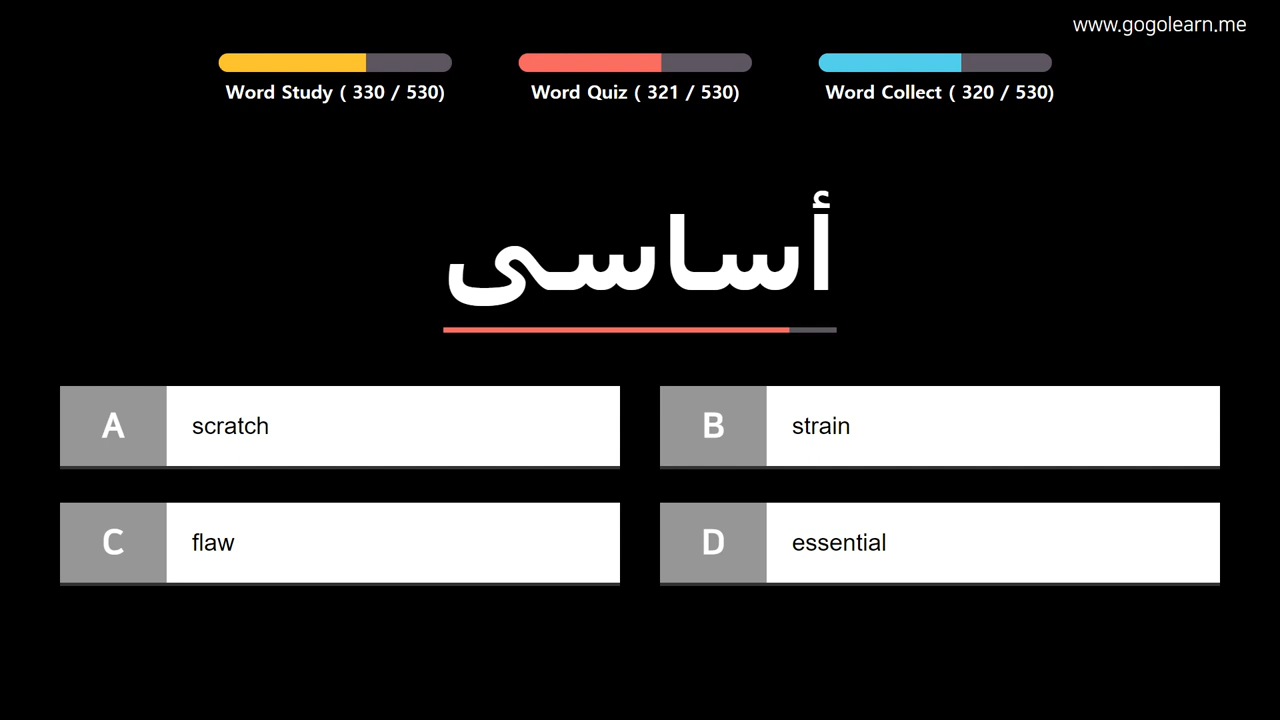 www.gogolearn.me
Word Study ( 330 / 530)
Word Quiz ( 321 / 530)
Word Collect ( 320 / 530)
أساسى
A scratch
B strain
C flaw
D essential